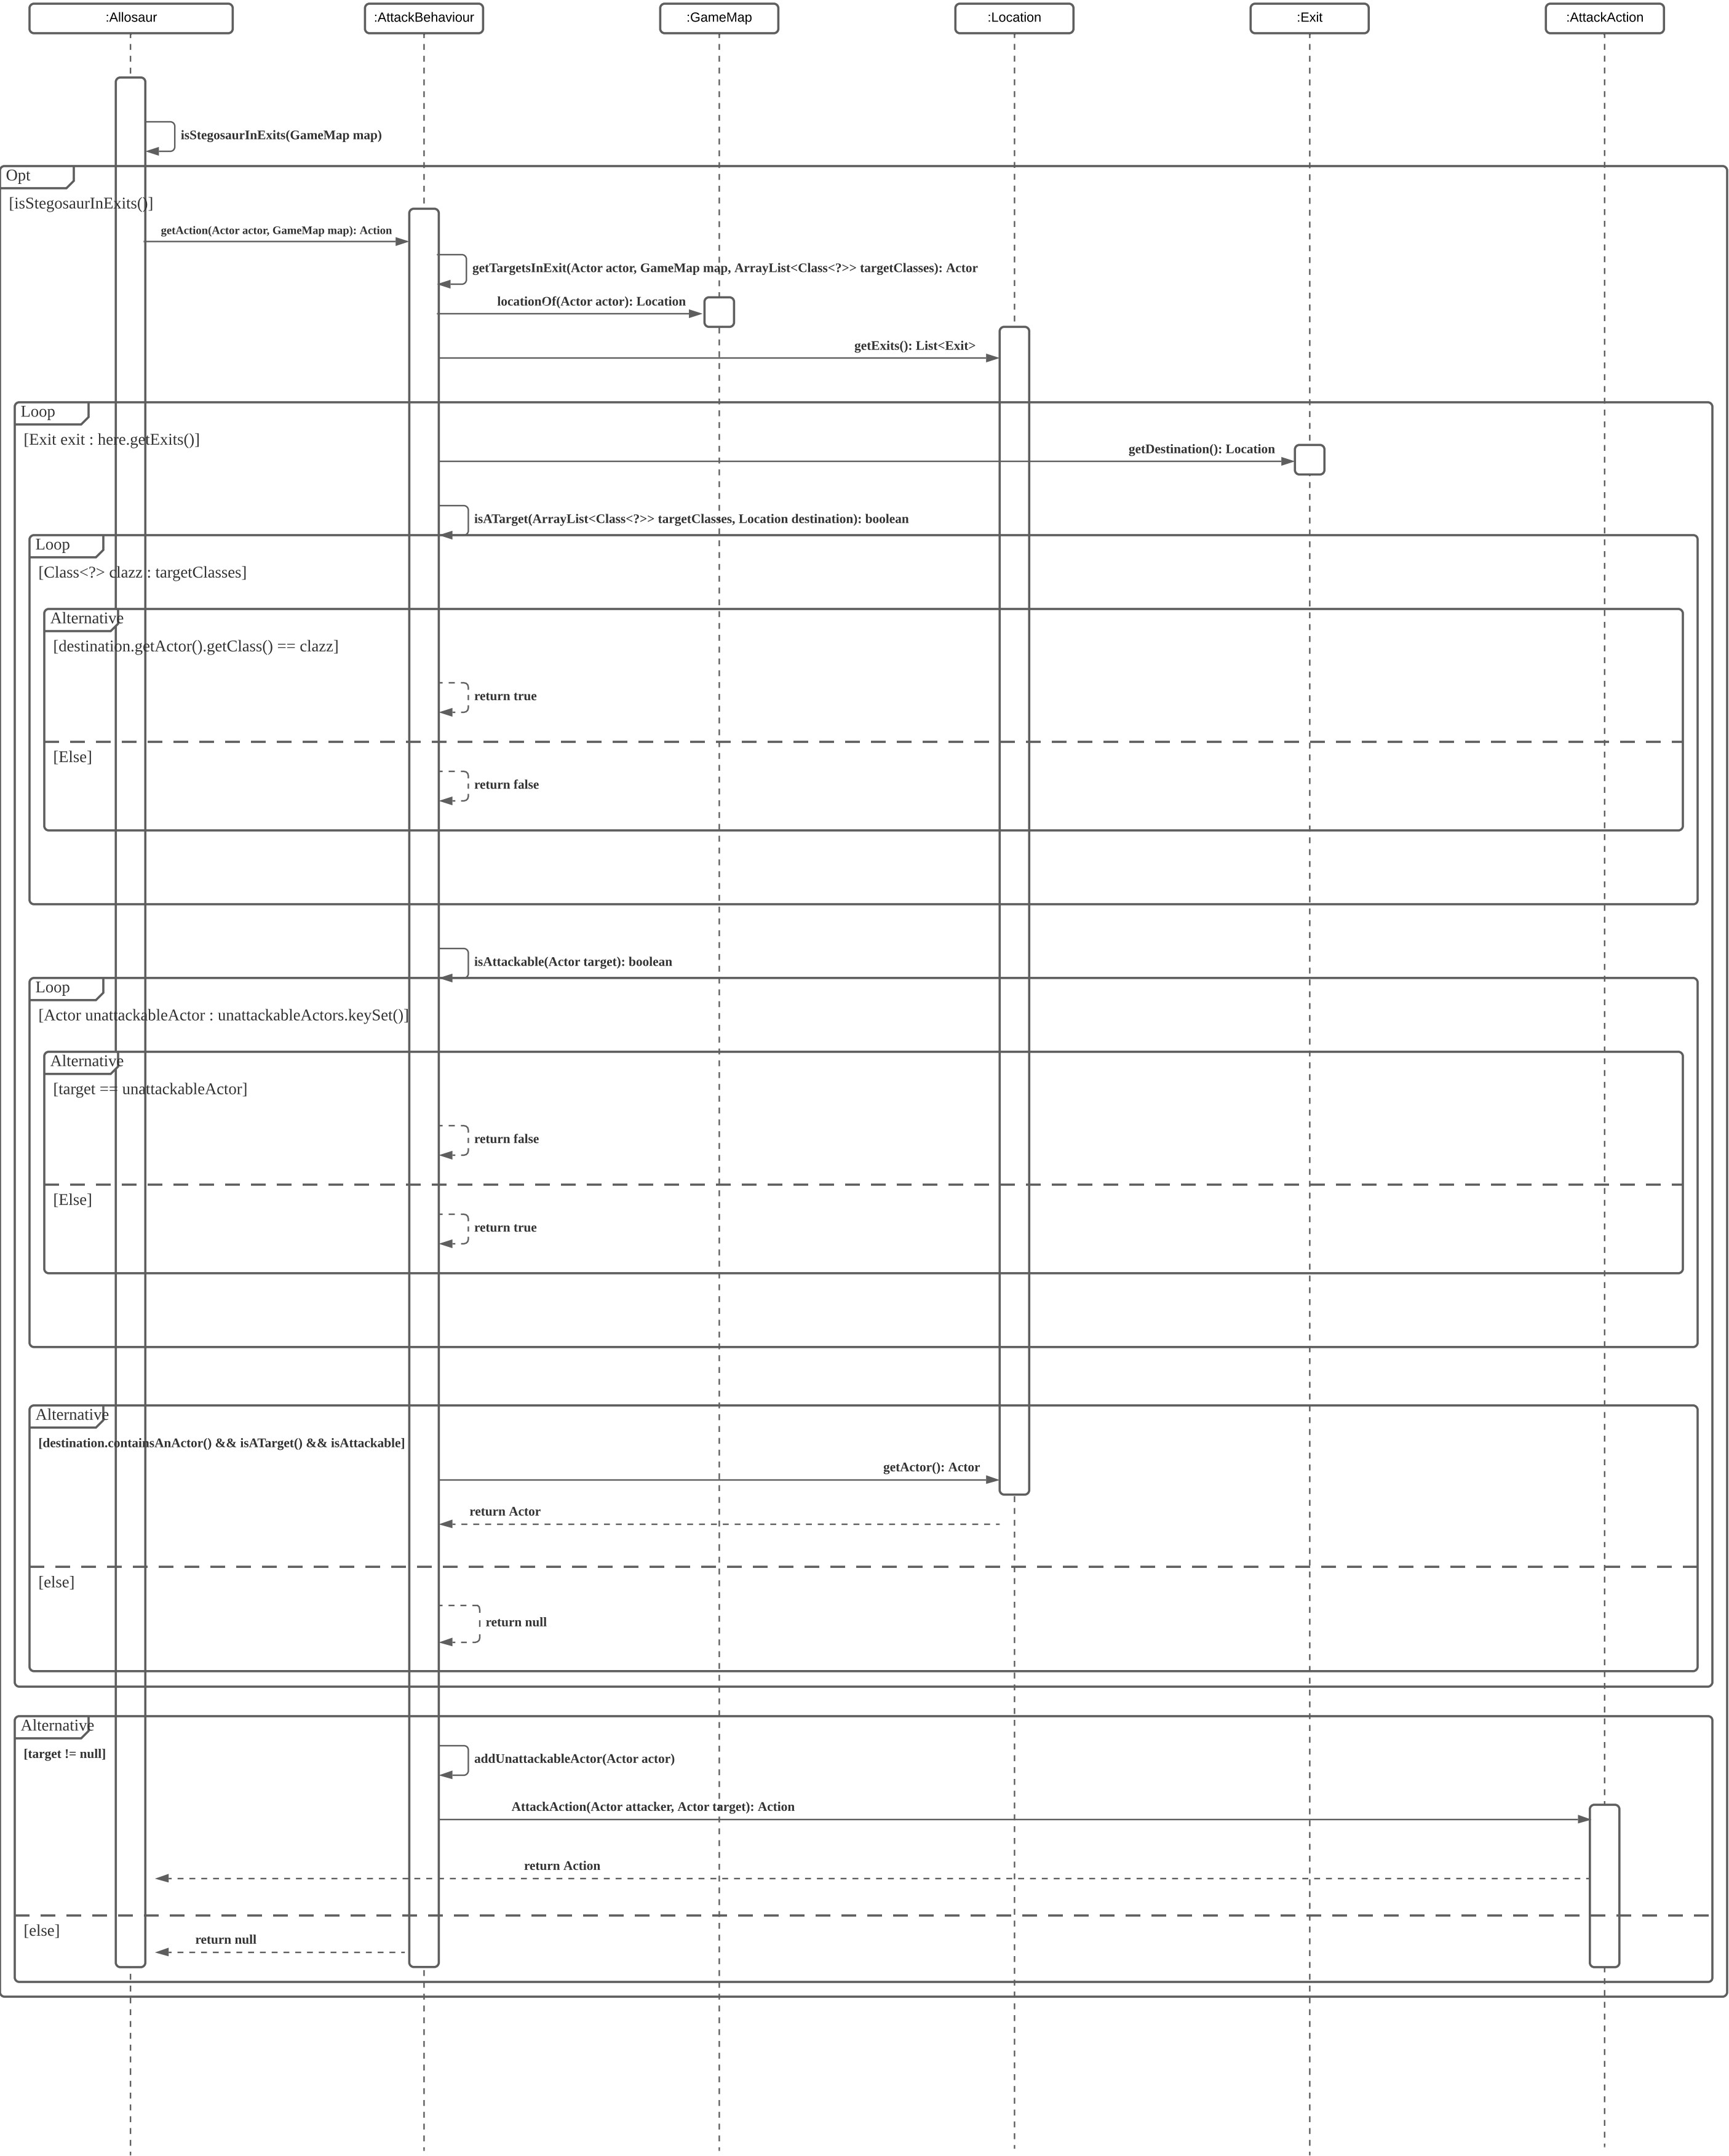 :Allosaur
:AttackBehaviour
:GameMap
:Location
:Exit
:AttackAction
isStegosaurInExits(GameMap map)
Opt
[isStegosaurInExits()]
getAction(Actor actor, GameMap map): Action
getTargetsInExit(Actor actor, GameMap map, ArrayList<Class<?>> targetClasses): Actor
locationOf(Actor actor): Location
getExits(): List<Exit>
Loop
[Exit exit : here.getExits()]
getDestination(): Location
isATarget(ArrayList<Class<?>> targetClasses, Location destination): boolean
Loop
[Class<?> clazz : targetClasses]
Alternative
[destination.getActor().getClass() == clazz]
return true
[Else]
return false
isAttackable(Actor target): boolean
Loop
[Actor unattackableActor : unattackableActors.keySet()]
Alternative
[target == unattackableActor]
return false
[Else]
return true
Alternative
[destination.containsAnActor() && isATarget() && isAttackable]
getActor(): Actor
return Actor
[else]
return null
Alternative
[target != null]
addUnattackableActor(Actor actor)
AttackAction(Actor attacker, Actor target): Action
return Action
[else]
return null